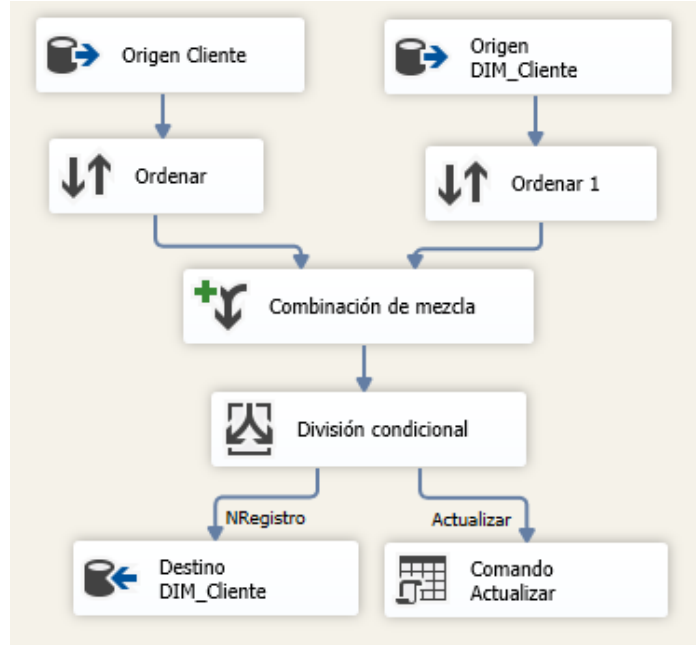 Origen Cliente
Origen
DIM_Cliente
Ordenar
Ordenar 1
Combinación de mezcla
División condicional
NRegistro
Actualizar
Destino
DIM_Cliente
Comando
Actualizar